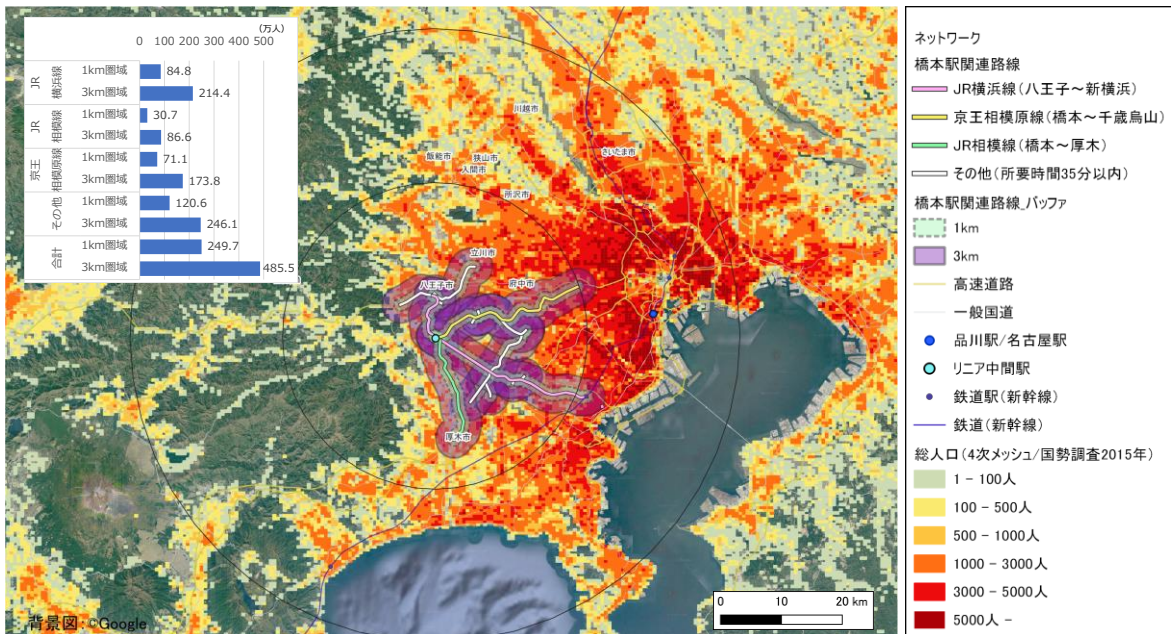 (万人)
0 100 200 300 400 500
JR 横浜線
1km圏域 84.8
3km圏域 214.4
JR 相模線
1km圏域 30.7
3km圏域 86.6
京王 相模原線
1km圏域 71.1
3km圏域 173.8
その他
1km圏域 120.6
3km圏域 246.1
合計
1km圏域 249.7
3km圏域 485.5
川越市
さいたま市
飯能市
狭山市
入間市
所沢市
立川市
八王子市
府中市
厚木市
背景図:©Google
0 10 20 km
ネットワーク
橋本駅関連路線
JR横浜線(八王子~新横浜)
京王相模原線(橋本~千歳烏山)
JR相模線(橋本~厚木)
その他(所要時間35分以内)
橋本駅関連路線_バッファ
1km
3km
高速道路
一般国道
品川駅/名古屋駅
リニア中間駅
鉄道駅(新幹線)
鉄道(新幹線)
総人口(4次メッシュ/国勢調査2015年)
1 - 100人
100 - 500人
500 - 1000人
1000 - 3000人
3000 - 5000人
5000人 -